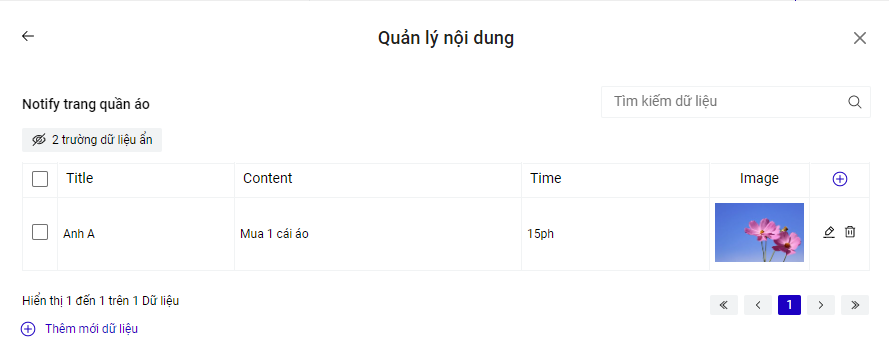 Quản lý nội dung
Notify trang quần áo
Tìm kiếm dữ liệu
2 trường dữ liệu ẩn
Title Content Time Image
Anh A Mua 1 cái áo 15ph
Hiển thị 1 đến 1 trên 1 Dữ liệu
1
Thêm mới dữ liệu